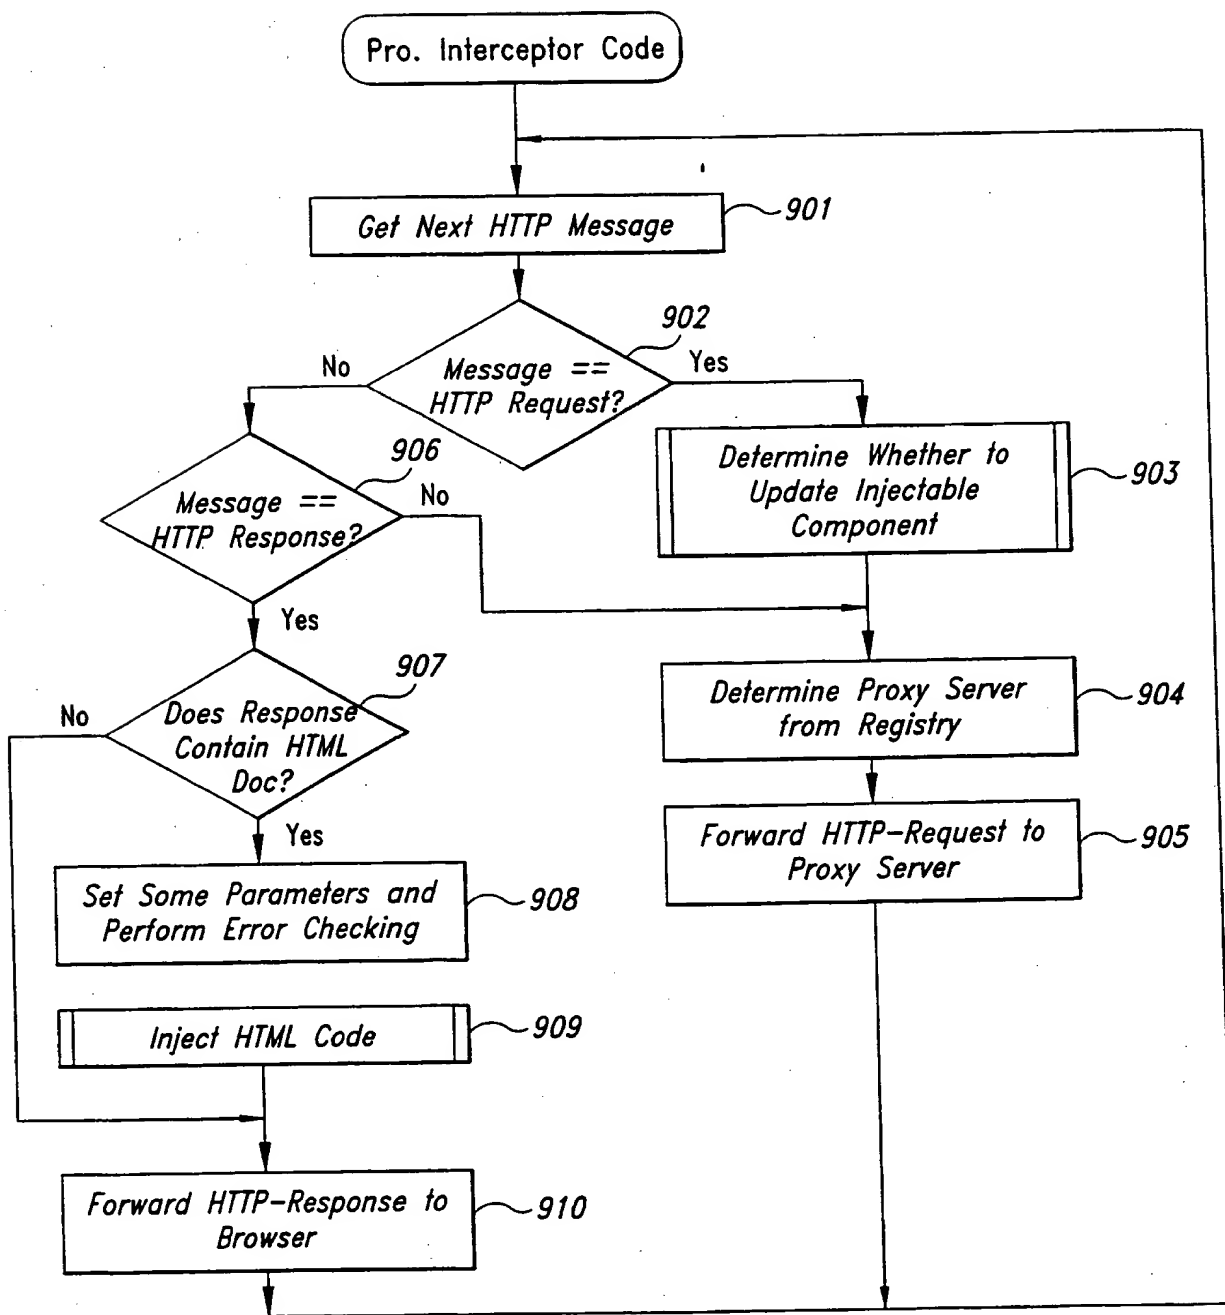 Pro. Interceptor Code
Get Next HTTP Message
901
902
No
Yes
Message ==
HTTP Request?
906
Determine Whether to
Update Injectable
Component
903
Message ==
HTTP Response?
No
Yes
907
No
Does Response
Contain HTML
Doc?
Determine Proxy Server
from Registry
904
Yes
Forward HTTP-Request to
Proxy Server
905
Set Some Parameters and
Perform Error Checking
908
Inject HTML Code
909
Forward HTTP-Response to
Browser
910